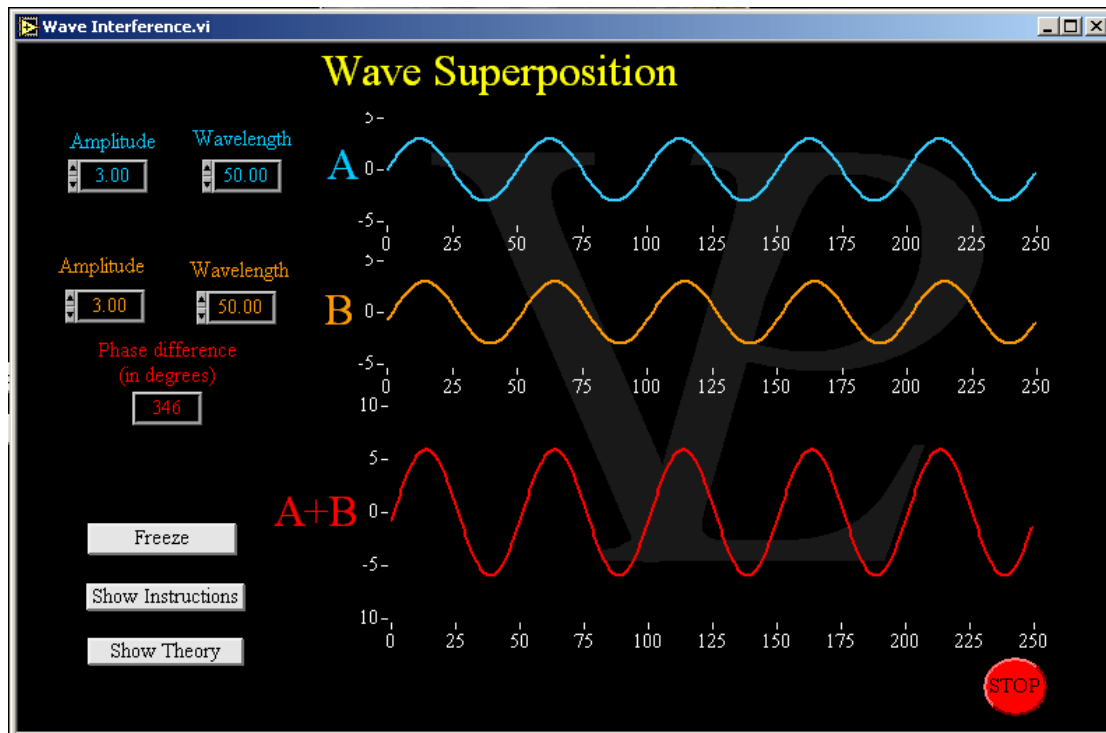 Wave Interference.vi
Wave Superposition
Amplitude Wavelength
3.00 50.00
A
5
0
-5
0 25 50 75 100 125 150 175 200 225 250
Amplitude Wavelength
3.00 50.00
B
5
0
-5
0 25 50 75 100 125 150 175 200 225 250
Phase difference
(in degrees)
346
A+B
10
5
0
-5
10
0 25 50 75 100 125 150 175 200 225 250
Freeze
Show Instructions
Show Theory
STOP
VPL